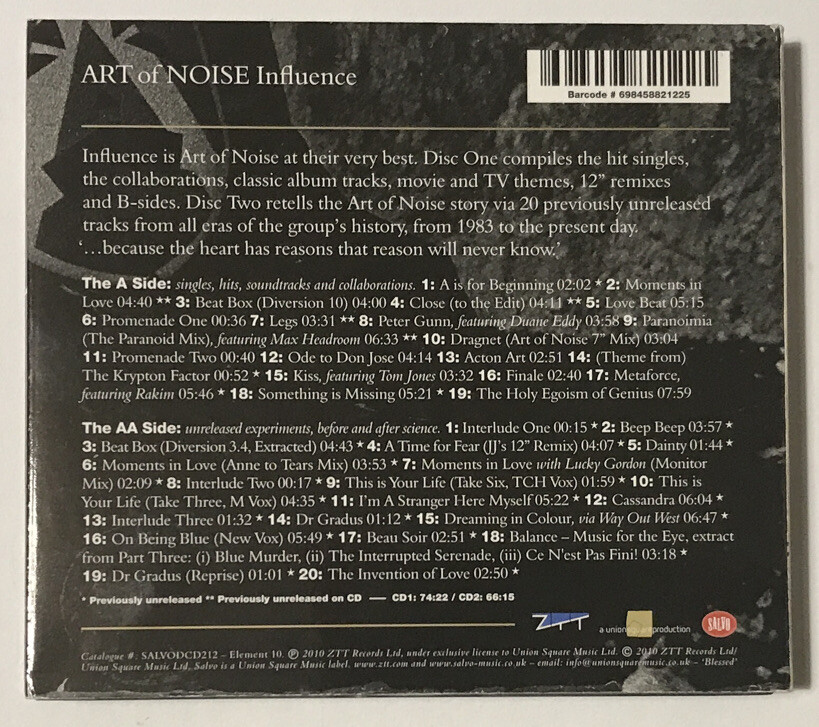 ART of NOISE Influence
Barcode # 698458821225
Influence is Art of Noise at their very best. Disc One compiles the hit singles,
the collaborations, classic album tracks, movie and TV themes, 12" remixes
and B-sides. Disc Two retells the Art of Noise story via 20 previously unreleased
tracks from all eras of the group's history, from 1983 to the present day.
'...because the heart has reasons that reason will never know.'
The A Side: singles, hits, soundtracks and collaborations. 1: A is for Beginning 02:02 * 2: Moments in
Love 04:40 ** 3: Beat Box (Diversion 10) 04:00 4: Close (to the Edit) 04:11 ** 5: Love Beat 05:15
6: Promenade One 00:36 7: Legs 03:31 ** 8: Peter Gunn, featuring Duane Eddy 03:58 9: Paranoimia
(The Paranoid Mix), featuring Max Headroom 06:33 ** 10: Dragnet (Art of Noise 7" Mix) 03:04
11: Promenade Two 00:40 12: Ode to Don Jose 04:14 13: Acton Art 02:51 14: (Theme from)
The Krypton Factor 00:52 * 15: Kiss, featuring Tom Jones 03:32 16: Finale 02:40 17: Metaforce,
featuring Rakim 05:46 * 18: Something is Missing 05:21 * 19: The Holy Egoism of Genius 07:59
The AA Side: unreleased experiments, before and after science. 1: Interlude One 00:15 * 2: Beep Beep 03:57 *
3: Beat Box (Diversion 3.4, Extracted) 04:43 * 4: A Time for Fear (JJ's 12" Remix) 04:07 * 5: Dainty 01:44 *
6: Moments in Love (Anne to Tears Mix) 03:53 * 7: Moments in Love with Lucky Gordon (Monitor
Mix) 02:09 * 8: Interlude Two 00:17 * 9: This is Your Life (Take Six, TCH Vox) 01:59 * 10: This is
Your Life (Take Three, M Vox) 04:35 * 11: I'm A Stranger Here Myself 05:22 * 12: Cassandra 06:04 *
13: Interlude Three 01:32 * 14: Dr Gradus 01:12 * 15: Dreaming in Colour, via Way Out West 06:47 *
16: On Being Blue (New Vox) 05:49 * 17: Beau Soir 02:51 * 18: Balance – Music for the Eye, extract
from Part Three: (i) Blue Murder, (ii) The Interrupted Serenade, (iii) Ce N'est Pas Fini! 03:18 *
19: Dr Gradus (Reprise) 01:01 * 20: The Invention of Love 02:50 *
* Previously unreleased ** Previously unreleased on CD — CD1: 74:22 / CD2: 66:15
ZTT
a union square production
SALVO
Catalogue #: SALVODCD212 – Element 10. ℗ 2010 ZTT Records Ltd, under exclusive license to Union Square Music Ltd. © 2010 ZTT Records Ltd/
Union Square Music Ltd. Salvo is a Union Square Music label. www.ztt.com and www.salvo-music.co.uk – email: info@unionsquaremusic.co.uk – 'Blessed'